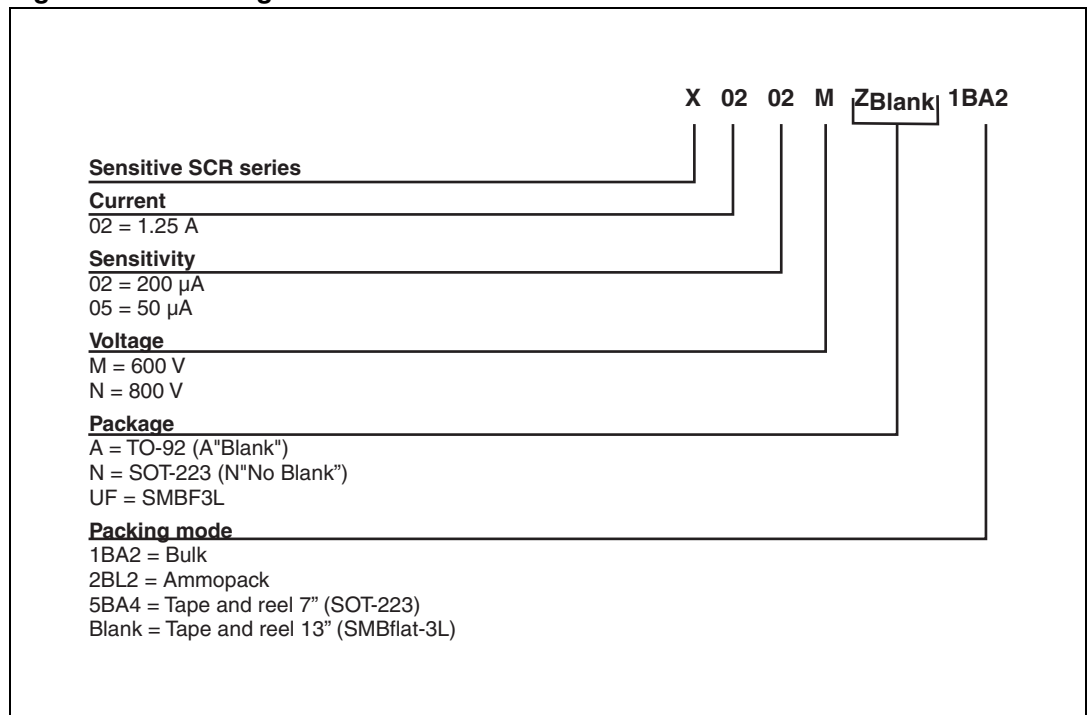 X 02 02 M ZBlank 1BA2
Sensitive SCR series
Current
02 = 1.25 A
Sensitivity
02 = 200 µA
05 = 50 µA
Voltage
M = 600 V
N = 800 V
Package
A = TO-92 (A"Blank")
N = SOT-223 (N"No Blank”)
UF = SMBF3L
Packing mode
1BA2 = Bulk
2BL2 = Ammopack
5BA4 = Tape and reel 7” (SOT-223)
Blank = Tape and reel 13” (SMBflat-3L)